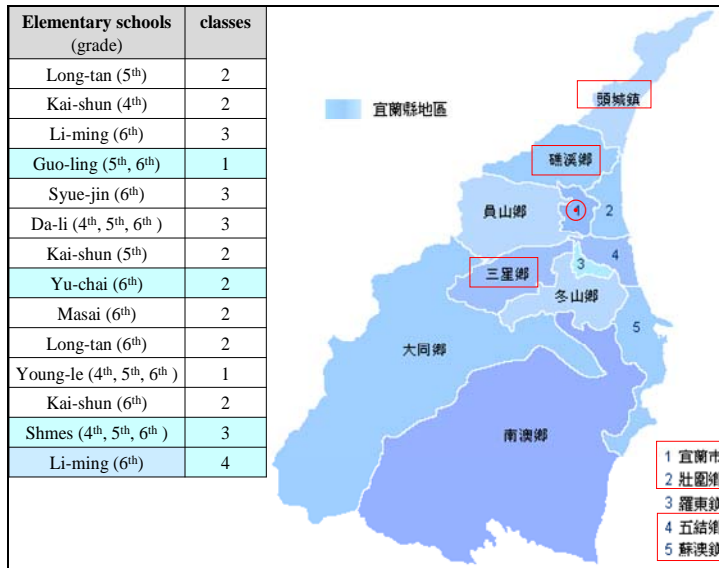 Elementary schools (grade) classes
Long-tan (5th) 2
Kai-shun (4th) 2
Li-ming (6th) 3
Guo-ling (5th, 6th) 1
Syue-jin (6th) 3
Da-li (4th, 5th, 6th ) 3
Kai-shun (5th) 2
Yu-chai (6th) 2
Masai (6th) 2
Long-tan (6th) 2
Young-le (4th, 5th, 6th ) 1
Kai-shun (6th) 2
Shmes (4th, 5th, 6th ) 3
Li-ming (6th) 4
宜蘭縣地區
頭城鎮
礁溪鄉
員山鄉
1
2
三星鄉
3
4
冬山鄉
大同鄉
5
南澳鄉
1 宜蘭市
2 壯圍鄉
3 羅東鎮
4 五結鄉
5 蘇澳鎮